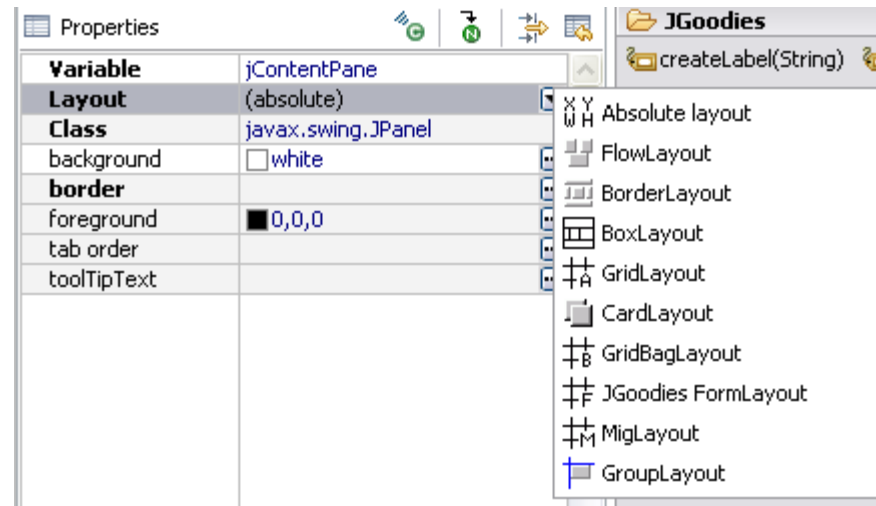 Properties
Variable jContentPane
Layout (absolute)
Class javax.swing.JPanel
background white
border
foreground 0,0,0
tab order
toolTipText
JGoodies
createLabel(String)
Absolute layout
FlowLayout
BorderLayout
BoxLayout
GridLayout
CardLayout
GridBagLayout
JGoodies FormLayout
MigLayout
GroupLayout